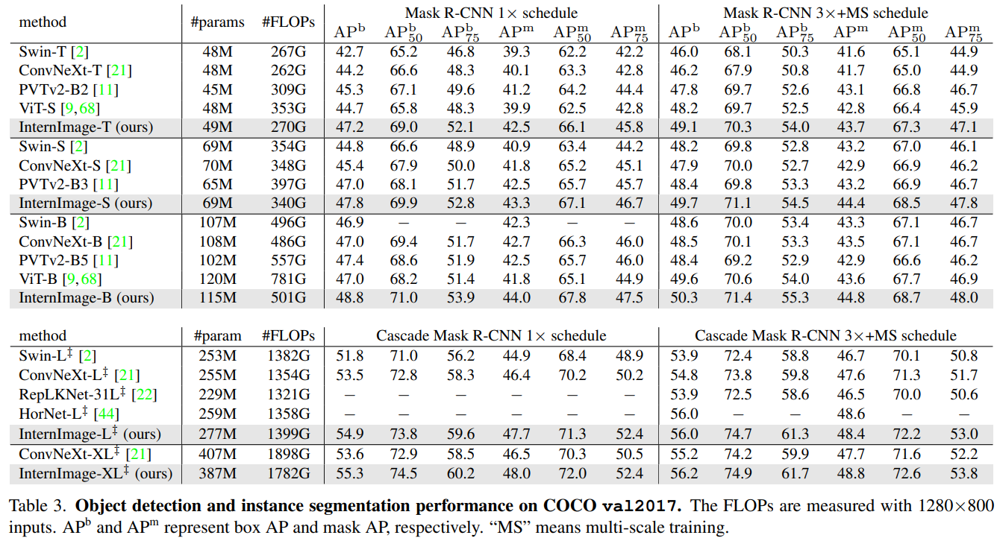 method #params #FLOPs Mask R-CNN 1× schedule Mask R-CNN 3×+MS schedule
AP^b AP^b_50 AP^b_75 AP^m AP^m_50 AP^m_75 AP^b AP^b_50 AP^b_75 AP^m AP^m_50 AP^m_75
Swin-T [2] 48M 267G 42.7 65.2 46.8 39.3 62.2 42.2 46.0 68.1 50.3 41.6 65.1 44.9
ConvNeXt-T [21] 48M 262G 44.2 66.6 48.3 40.1 63.3 42.8 46.2 67.9 50.8 41.7 65.0 44.9
PVTv2-B2 [11] 45M 309G 45.3 67.1 49.6 41.2 64.2 44.4 47.8 69.7 52.6 43.1 66.8 46.7
ViT-S [9,68] 48M 353G 44.7 65.8 48.3 39.9 62.5 42.8 48.2 69.7 52.5 42.8 66.4 45.9
InternImage-T (ours) 49M 270G 47.2 69.0 52.1 42.5 66.1 45.8 49.1 70.3 54.0 43.7 67.3 47.1
Swin-S [2] 69M 354G 44.8 66.6 48.9 40.9 63.4 44.2 48.2 69.8 52.8 43.2 67.0 46.1
ConvNeXt-S [21] 70M 348G 45.4 67.9 50.0 41.8 65.2 45.1 47.9 70.0 52.7 42.9 66.9 46.2
PVTv2-B3 [11] 65M 397G 47.0 68.1 51.7 42.5 65.7 45.7 48.4 69.8 53.3 43.2 66.9 46.7
InternImage-S (ours) 69M 340G 47.8 69.9 52.8 43.3 67.1 46.7 49.7 71.1 54.5 44.4 68.5 47.8
Swin-B [2] 107M 496G 46.9 – – 42.3 – – 48.6 70.0 53.4 43.3 67.1 46.7
ConvNeXt-B [21] 108M 486G 47.0 69.4 51.7 42.7 66.3 46.0 48.5 70.1 53.3 43.5 67.1 46.7
PVTv2-B5 [11] 102M 557G 47.4 68.6 51.9 42.5 65.7 46.0 48.4 69.2 52.9 42.9 66.6 46.2
ViT-B [9,68] 120M 781G 47.0 68.2 51.4 41.8 65.1 44.9 49.6 70.6 54.0 43.6 67.7 46.9
InternImage-B (ours) 115M 501G 48.8 71.0 53.9 44.0 67.8 47.5 50.3 71.4 55.3 44.8 68.7 48.0
method #param #FLOPs Cascade Mask R-CNN 1× schedule Cascade Mask R-CNN 3×+MS schedule
Swin-L‡ [2] 253M 1382G 51.8 71.0 56.2 44.9 68.4 48.9 53.9 72.4 58.8 46.7 70.1 50.8
ConvNeXt-L‡ [21] 255M 1354G 53.5 72.8 58.3 46.4 70.2 50.2 54.8 73.8 59.8 47.6 71.3 51.7
RepLKNet-31L‡ [22] 229M 1321G – – – – – – 53.9 72.5 58.6 46.5 70.0 50.6
HorNet-L‡ [44] 259M 1358G – – – – – – 56.0 – – 48.6 – –
InternImage-L‡ (ours) 277M 1399G 54.9 73.8 59.6 47.7 71.3 52.4 56.0 74.7 61.3 48.4 72.2 53.0
ConvNeXt-XL‡ [21] 407M 1898G 53.6 72.9 58.5 46.5 70.3 50.5 55.2 74.2 59.9 47.7 71.6 52.2
InternImage-XL‡ (ours) 387M 1782G 55.3 74.5 60.2 48.0 72.0 52.4 56.2 74.9 61.7 48.8 72.6 53.8
Table 3. Object detection and instance segmentation performance on COCO val2017. The FLOPs are measured with 1280×800
inputs. AP^b and AP^m represent box AP and mask AP, respectively. “MS” means multi-scale training.